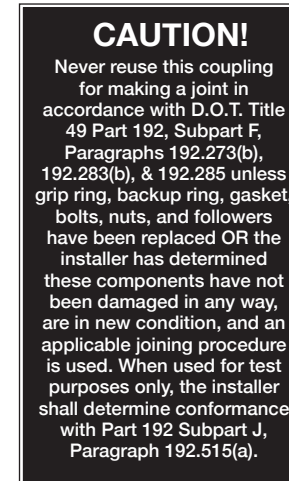 CAUTION!
Never reuse this coupling
for making a joint in
accordance with D.O.T. Title
49 Part 192, Subpart F,
Paragraphs 192.273(b),
192.283(b), & 192.285 unless
grip ring, backup ring, gasket,
bolts, nuts, and followers
have been replaced OR the
installer has determined
these components have not
been damaged in any way,
are in new condition, and an
applicable joining procedure
is used. When used for test
purposes only, the installer
shall determine conformance
with Part 192 Subpart J,
Paragraph 192.515(a).